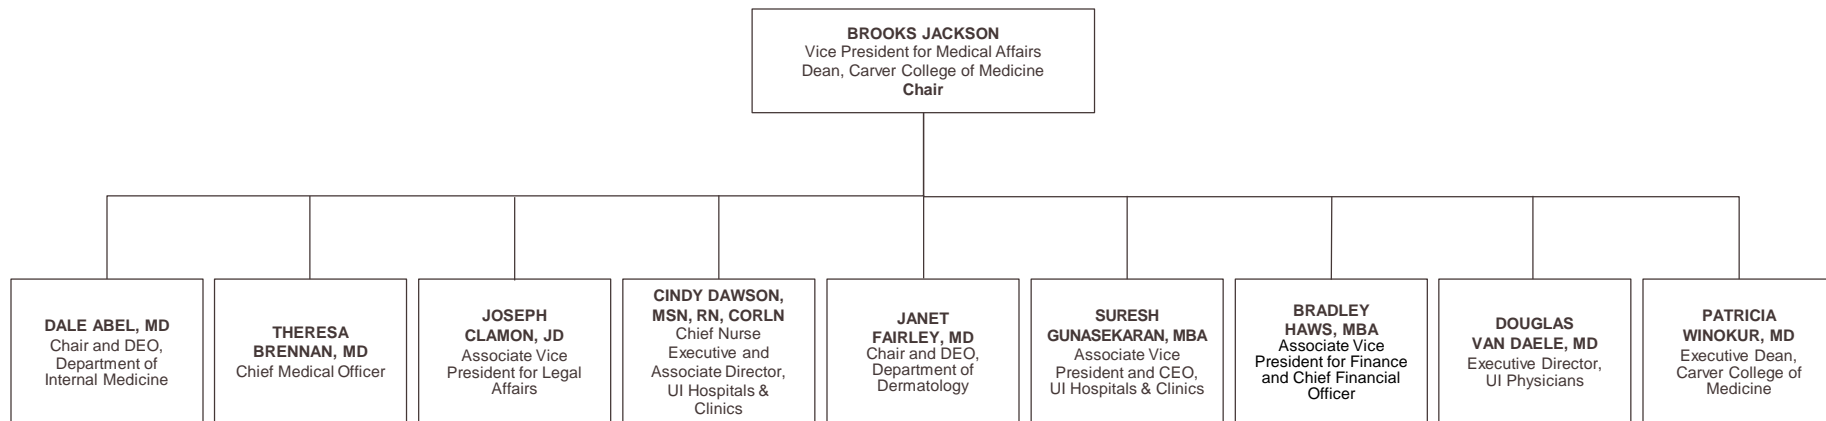 BROOKS JACKSON
Vice President for Medical Affairs
Dean, Carver College of Medicine
Chair
DALE ABEL, MD
Chair and DEO,
Department of
Internal Medicine
THERESA
BRENNAN, MD
Chief Medical Officer
JOSEPH
CLAMON, JD
Associate Vice
President for Legal
Affairs
CINDY DAWSON,
MSN, RN, CORLN
Chief Nurse
Executive and
Associate Director,
UI Hospitals &
Clinics
JANET
FAIRLEY, MD
Chair and DEO,
Department of
Dermatology
SURESH
GUNASEKARAN, MBA
Associate Vice
President and CEO,
UI Hospitals & Clinics
BRADLEY
HAWS, MBA
Associate Vice
President for Finance
and Chief Financial
Officer
DOUGLAS
VAN DAELE, MD
Executive Director,
UI Physicians
PATRICIA
WINOKUR, MD
Executive Dean,
Carver College of
Medicine